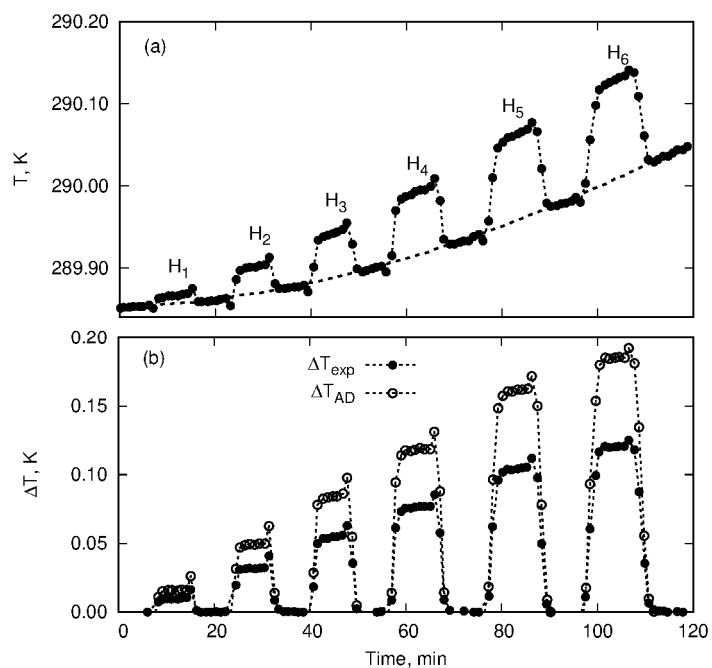 290.20
(a)
H6
290.10
H5
H4
T, K
290.00
H3
H2
289.90
H1
0.20
(b)
ΔTexp
ΔTAD
0.15
ΔT, K
0.10
0.05
0.00
0 20 40 60 80 100 120
Time, min